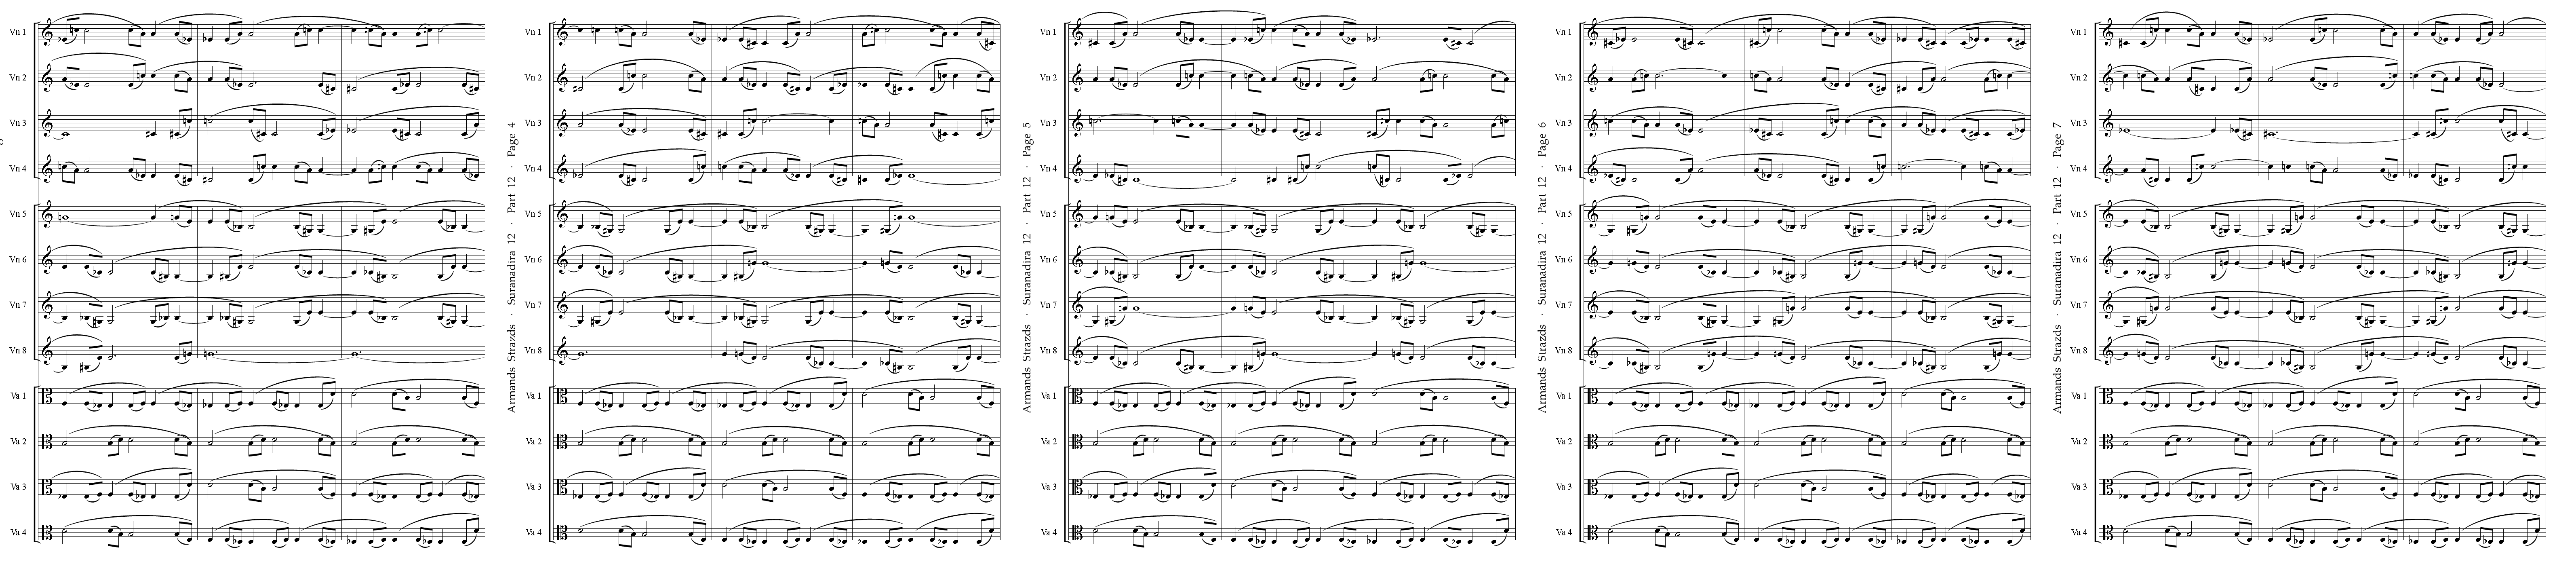 Vn 1
Vn 2
Vn 3
Vn 4
Vn 5
Vn 6
Vn 7
Vn 8
Va 1
Va 2
Va 3
Va 4
Armands Strazds · Suranadira 12 · Part 12 · Page 4
Vn 1
Vn 2
Vn 3
Vn 4
Vn 5
Vn 6
Vn 7
Vn 8
Va 1
Va 2
Va 3
Va 4
Armands Strazds · Suranadira 12 · Part 12 · Page 5
Vn 1
Vn 2
Vn 3
Vn 4
Vn 5
Vn 6
Vn 7
Vn 8
Va 1
Va 2
Va 3
Va 4
Armands Strazds · Suranadira 12 · Part 12 · Page 6
Vn 1
Vn 2
Vn 3
Vn 4
Vn 5
Vn 6
Vn 7
Vn 8
Va 1
Va 2
Va 3
Va 4
Armands Strazds · Suranadira 12 · Part 12 · Page 7
Vn 1
Vn 2
Vn 3
Vn 4
Vn 5
Vn 6
Vn 7
Vn 8
Va 1
Va 2
Va 3
Va 4